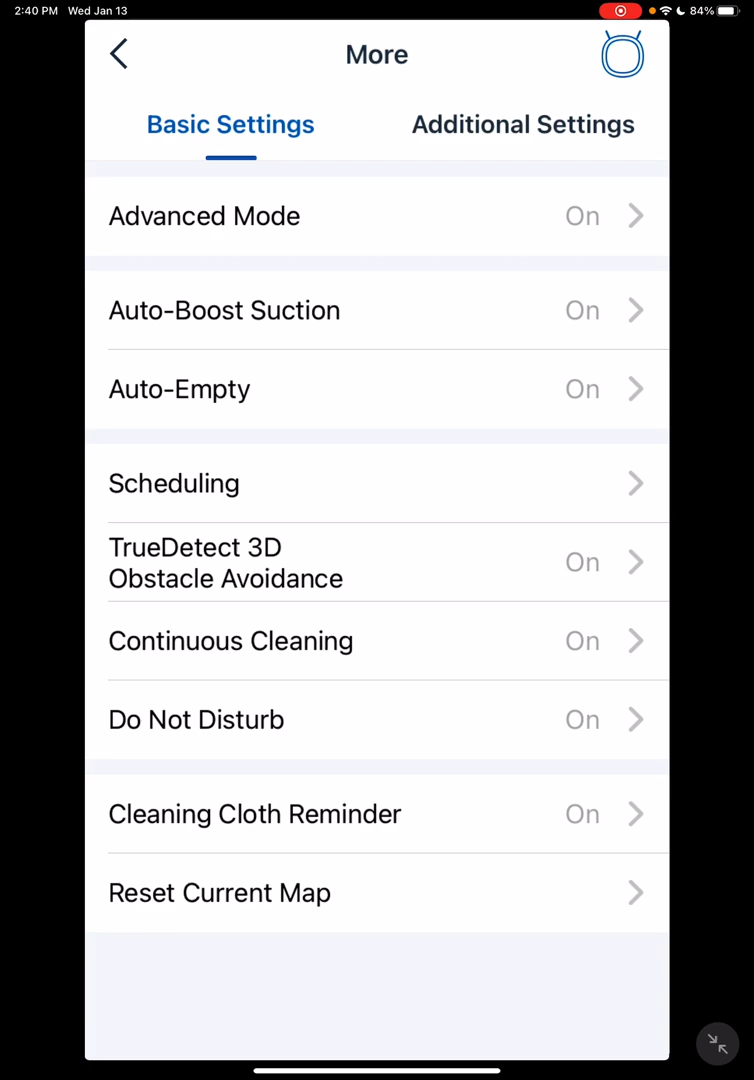 2:40 PM Wed Jan 13
84%
More
Basic Settings
Additional Settings
Advanced Mode On
Auto-Boost Suction On
Auto-Empty On
Scheduling
TrueDetect 3D
Obstacle Avoidance On
Continuous Cleaning On
Do Not Disturb On
Cleaning Cloth Reminder On
Reset Current Map